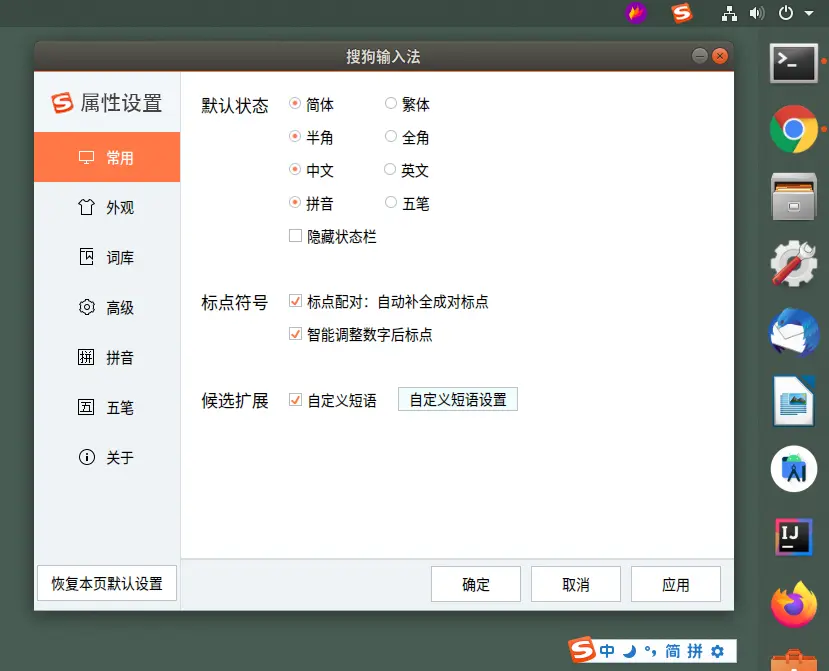 搜狗输入法
属性设置
常用
外观
词库
高级
拼音
五笔
关于
恢复本页默认设置
默认状态
简体 繁体
半角 全角
中文 英文
拼音 五笔
隐藏状态栏
标点符号
标点配对：自动补全成对标点
智能调整数字后标点
候选扩展
自定义短语 自定义短语设置
确定 取消 应用
中 简 拼
IJ